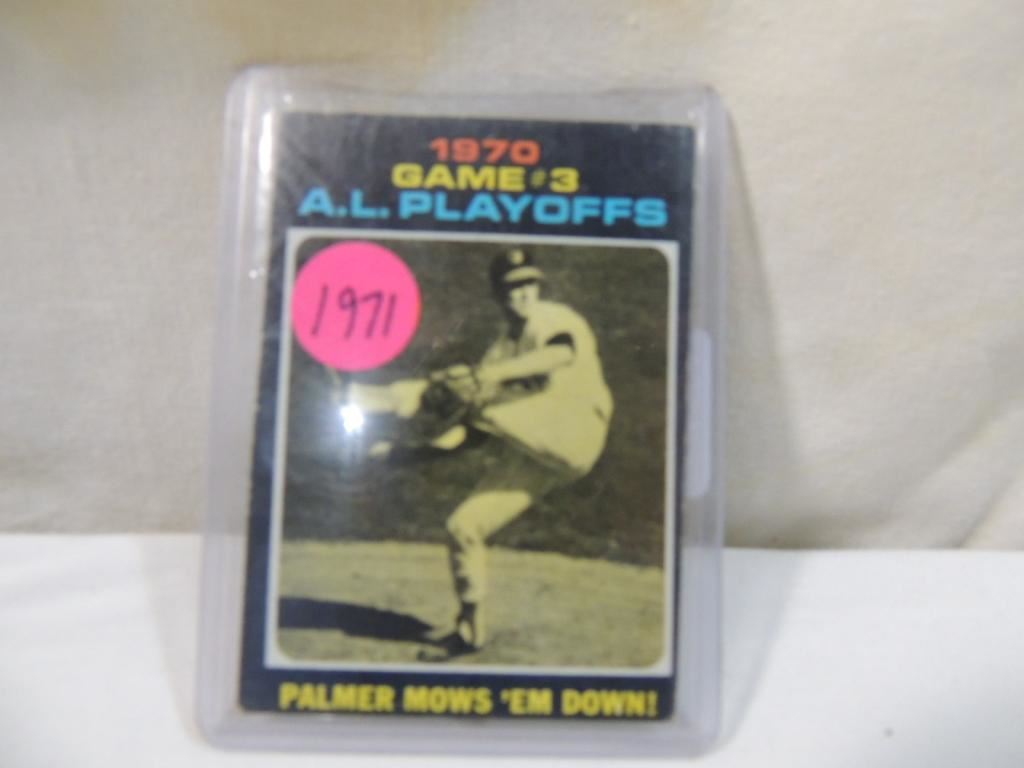 1970
GAME #3
A.L. PLAYOFFS
1971
PALMER MOWS 'EM DOWN!